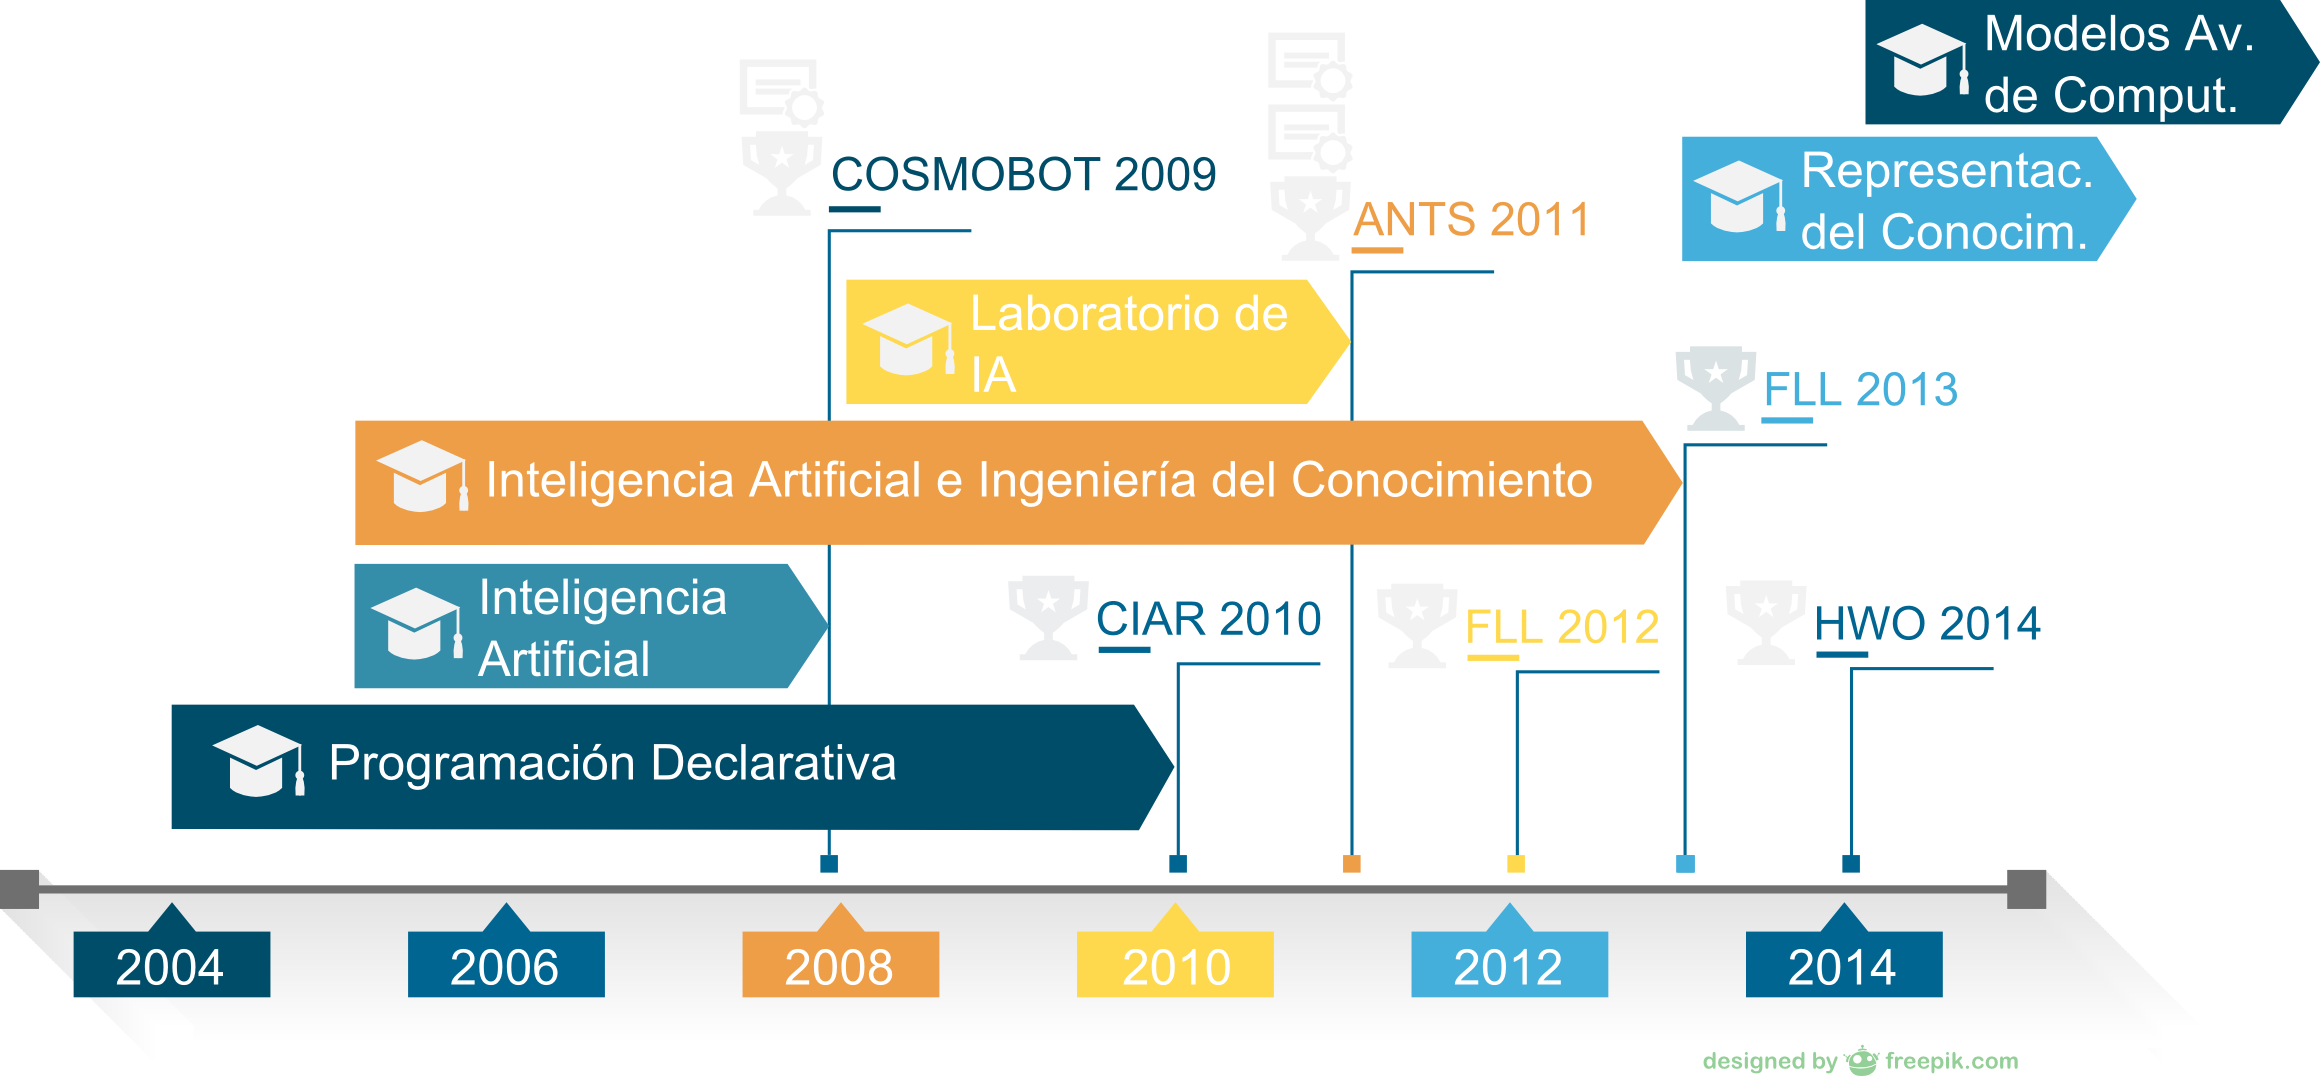 Modelos Av.
de Comput.
Representac.
del Conocim.
COSMOBOT 2009
ANTS 2011
Laboratorio de
IA
FLL 2013
Inteligencia Artificial e Ingeniería del Conocimiento
Inteligencia
Artificial
CIAR 2010
FLL 2012
HWO 2014
Programación Declarativa
2004
2006
2008
2010
2012
2014
designed by freepik.com